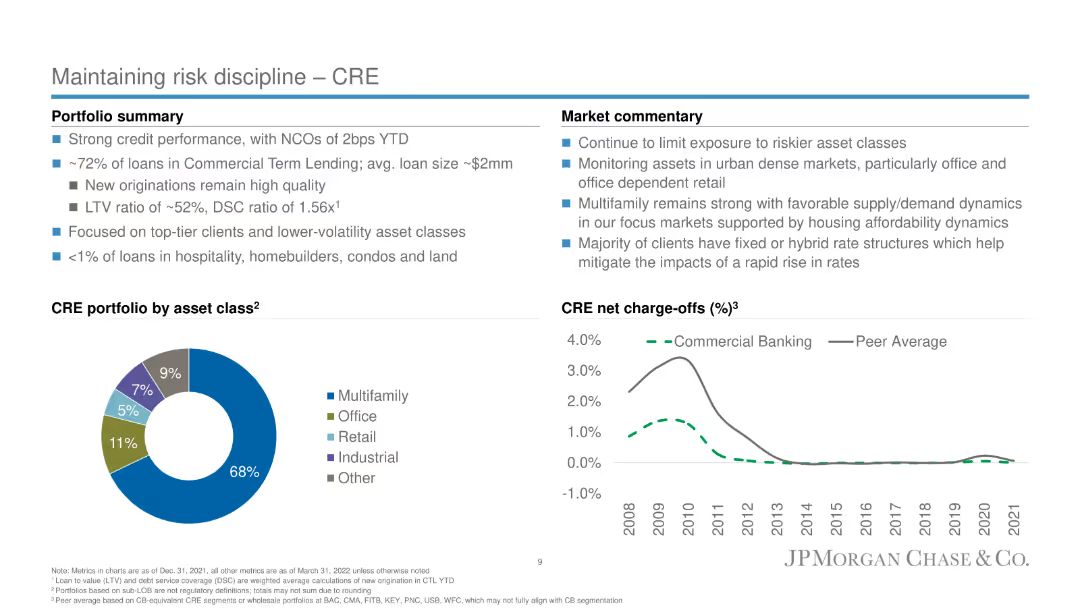 Maintaining risk discipline – CRE
Portfolio summary
Strong credit performance, with NCOs of 2bps YTD
~72% of loans in Commercial Term Lending; avg. loan size ~$2mm
New originations remain high quality
LTV ratio of ~52%, DSC ratio of 1.56x¹
Focused on top-tier clients and lower-volatility asset classes
<1% of loans in hospitality, homebuilders, condos and land
Market commentary
Continue to limit exposure to riskier asset classes
Monitoring assets in urban dense markets, particularly office and
office dependent retail
Multifamily remains strong with favorable supply/demand dynamics
in our focus markets supported by housing affordability dynamics
Majority of clients have fixed or hybrid rate structures which help
mitigate the impacts of a rapid rise in rates
CRE portfolio by asset class²
9%
7%
5%
11%
68%
Multifamily
Office
Retail
Industrial
Other
CRE net charge-offs (%)³
Commercial Banking
Peer Average
4.0%
3.0%
2.0%
1.0%
0.0%
-1.0%
2008
2009
2010
2011
2012
2013
2014
2015
2016
2017
2018
2019
2020
2021
Note: Metrics in charts are as of Dec. 31, 2021, all other metrics are as of March 31, 2022 unless otherwise noted
¹ Loan to value (LTV) and debt service coverage (DSC) are weighted average calculations of new origination in CTL YTD
² Portfolios based on sub-LOB are not regulatory definitions; totals may not sum due to rounding
³ Peer average based on CB-equivalent CRE segments or wholesale portfolios at BAC, CMA, FITB, KEY, PNC, USB, WFC, which may not fully align with CB segmentation
9
JPMORGAN CHASE & CO.